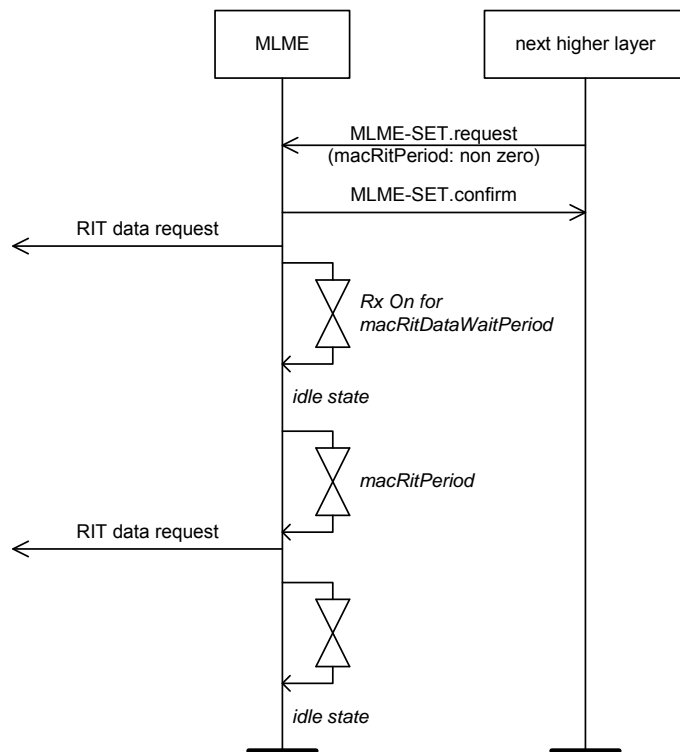 MLME
next higher layer
MLME-SET.request
(macRitPeriod: non zero)
MLME-SET.confirm
RIT data request
Rx On for
macRitDataWaitPeriod
idle state
macRitPeriod
RIT data request
idle state